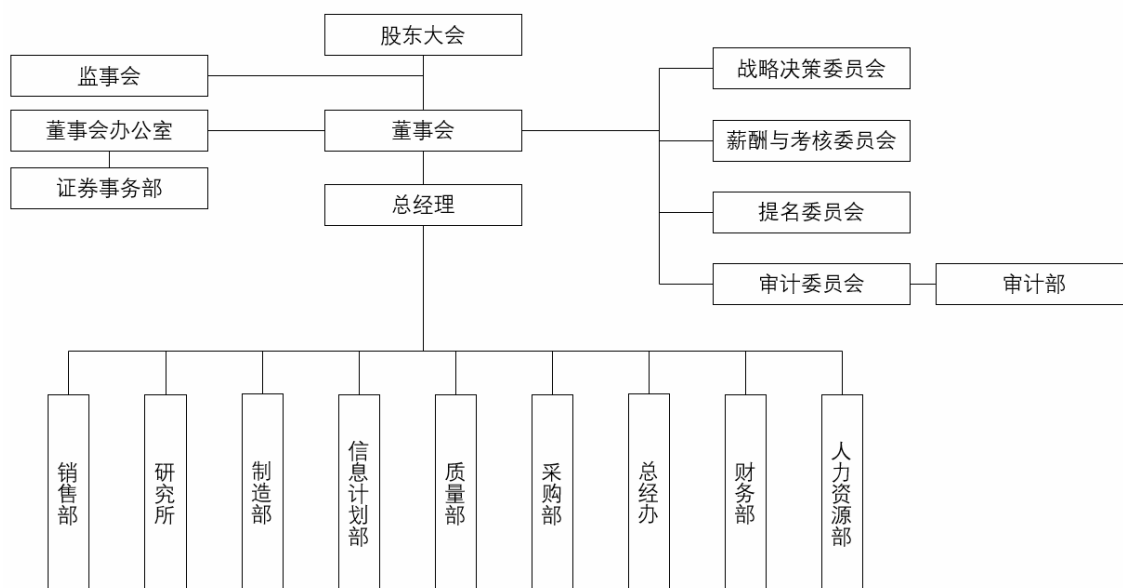 股东大会
监事会
战略决策委员会
董事会办公室
董事会
薪酬与考核委员会
证券事务部
总经理
提名委员会
审计委员会
审计部
销售部
研究所
制造部
信息计划部
质量部
采购部
总经办
财务部
人力资源部